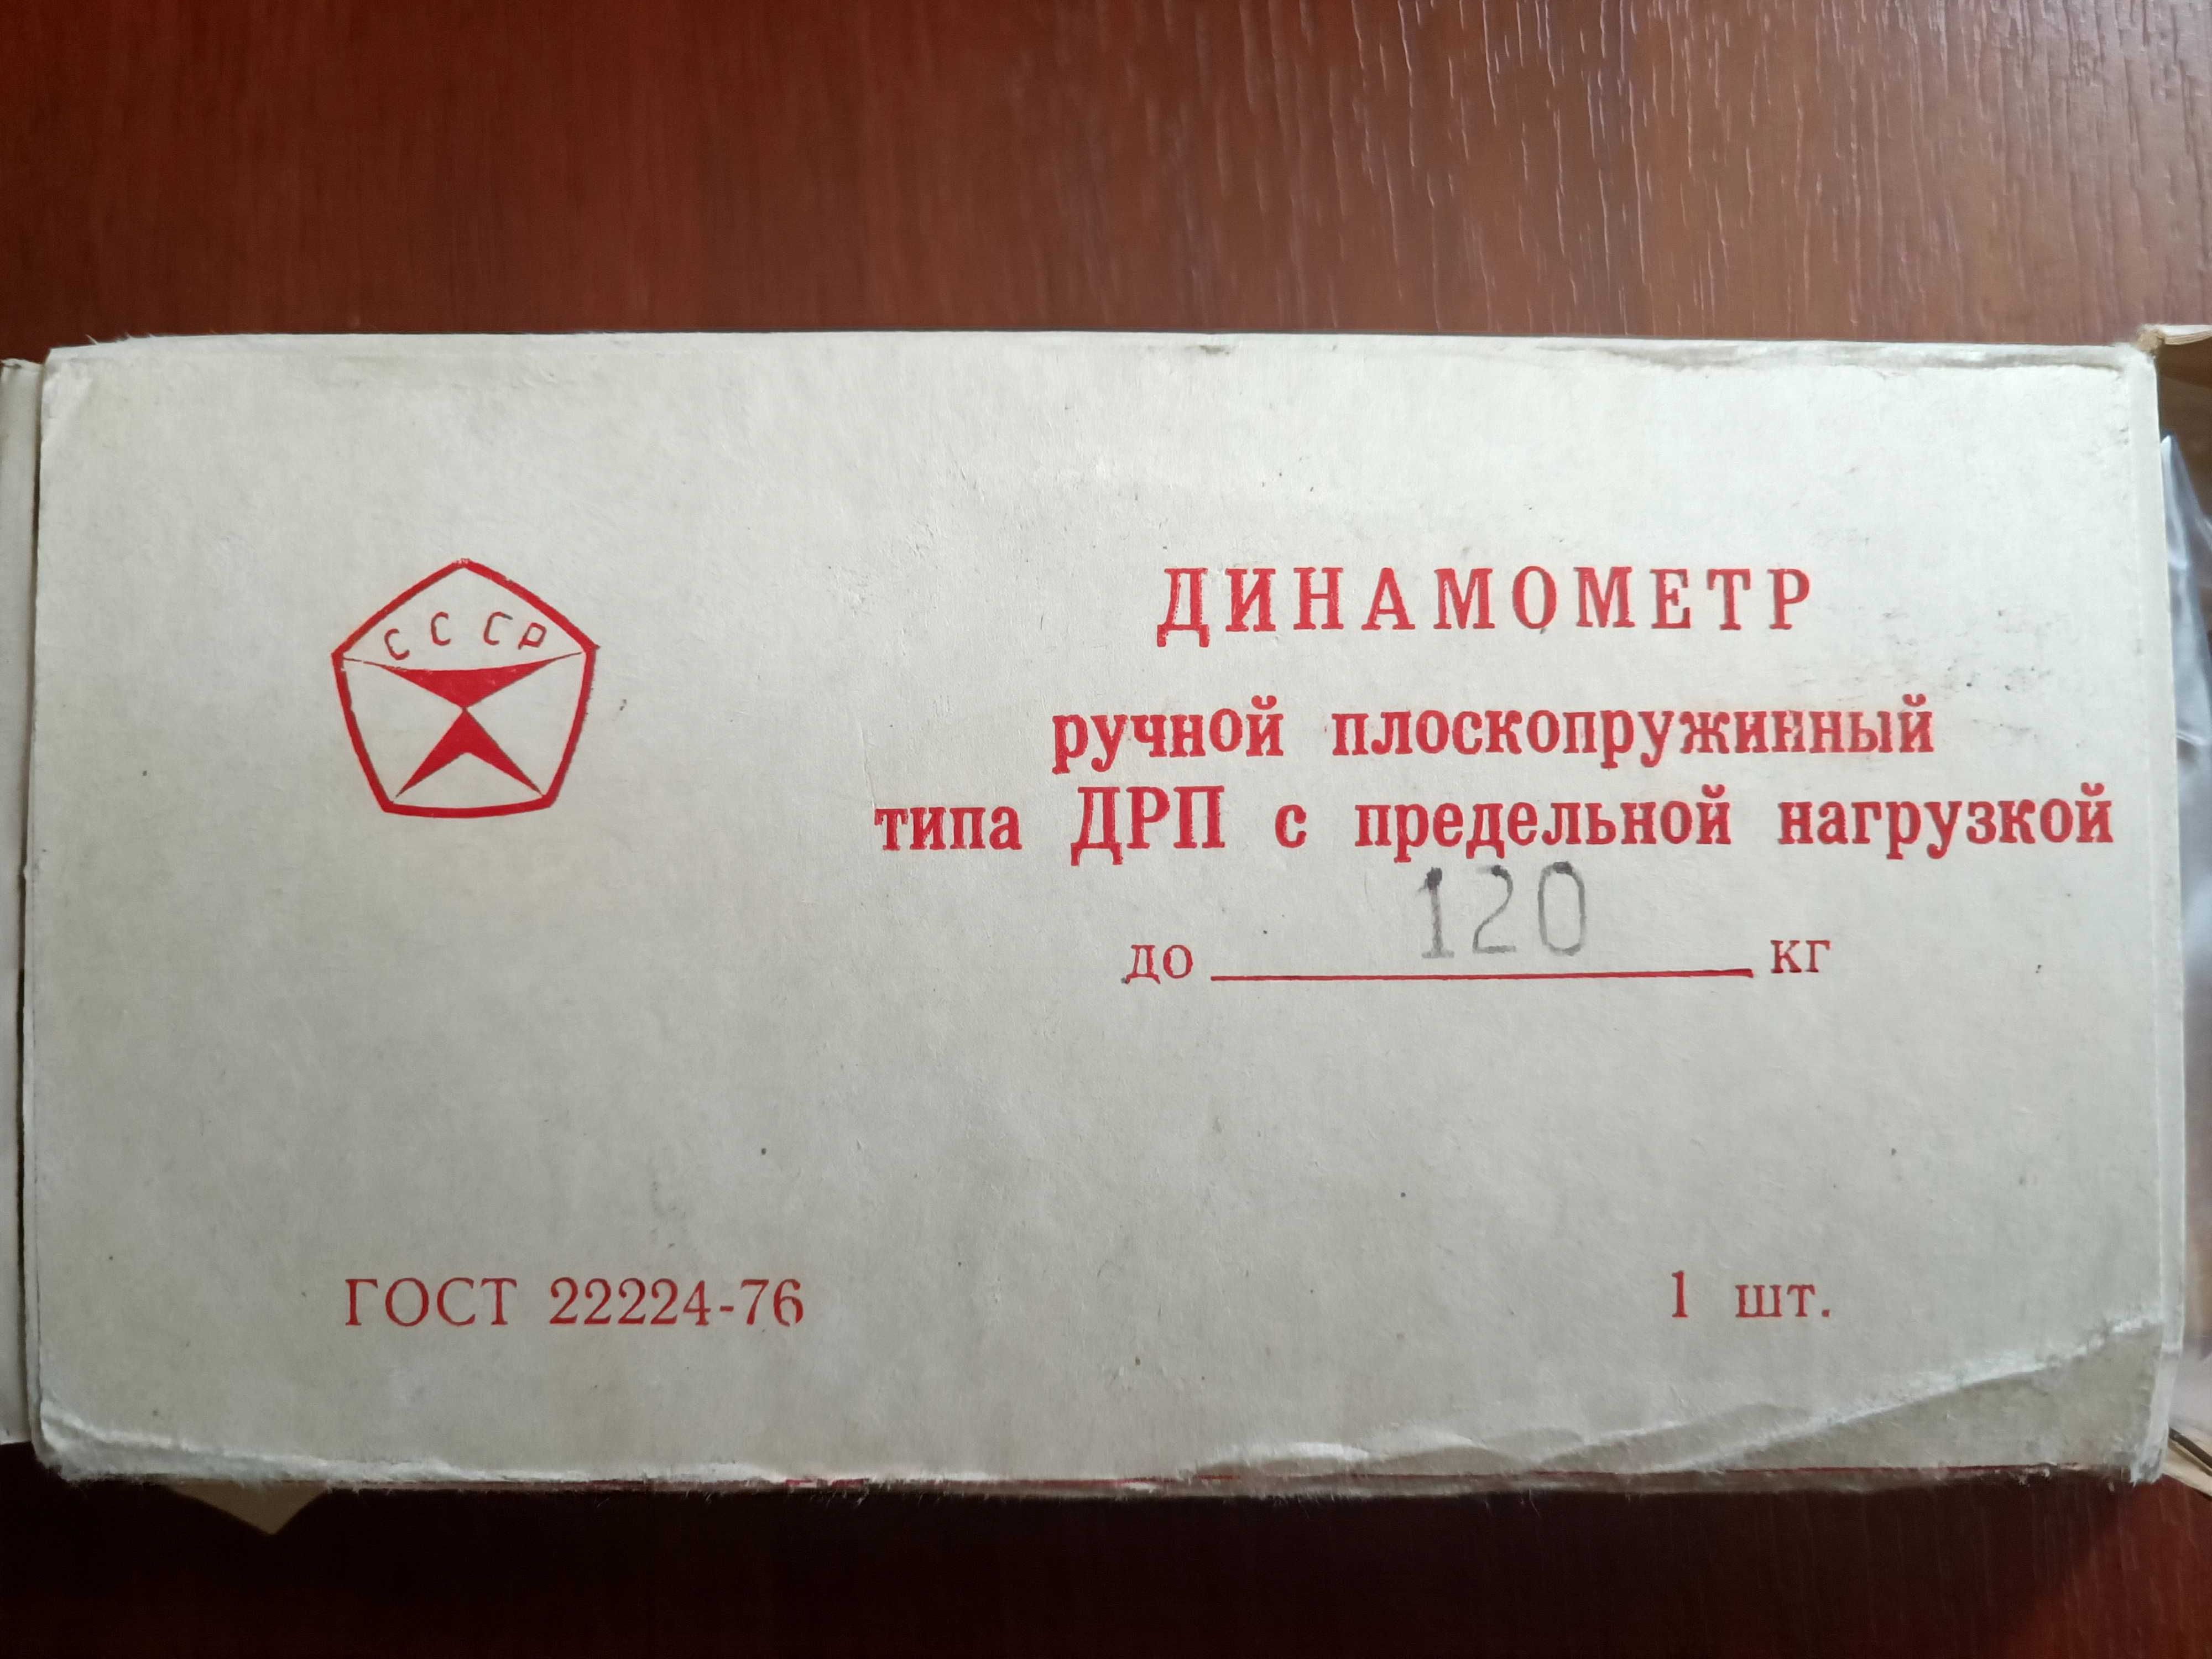 СССР
ДИНАМОМЕТР
ручной плоскопружинный
типа ДРП с предельной нагрузкой
до 120 кг
ГОСТ 22224-76 1 шт.